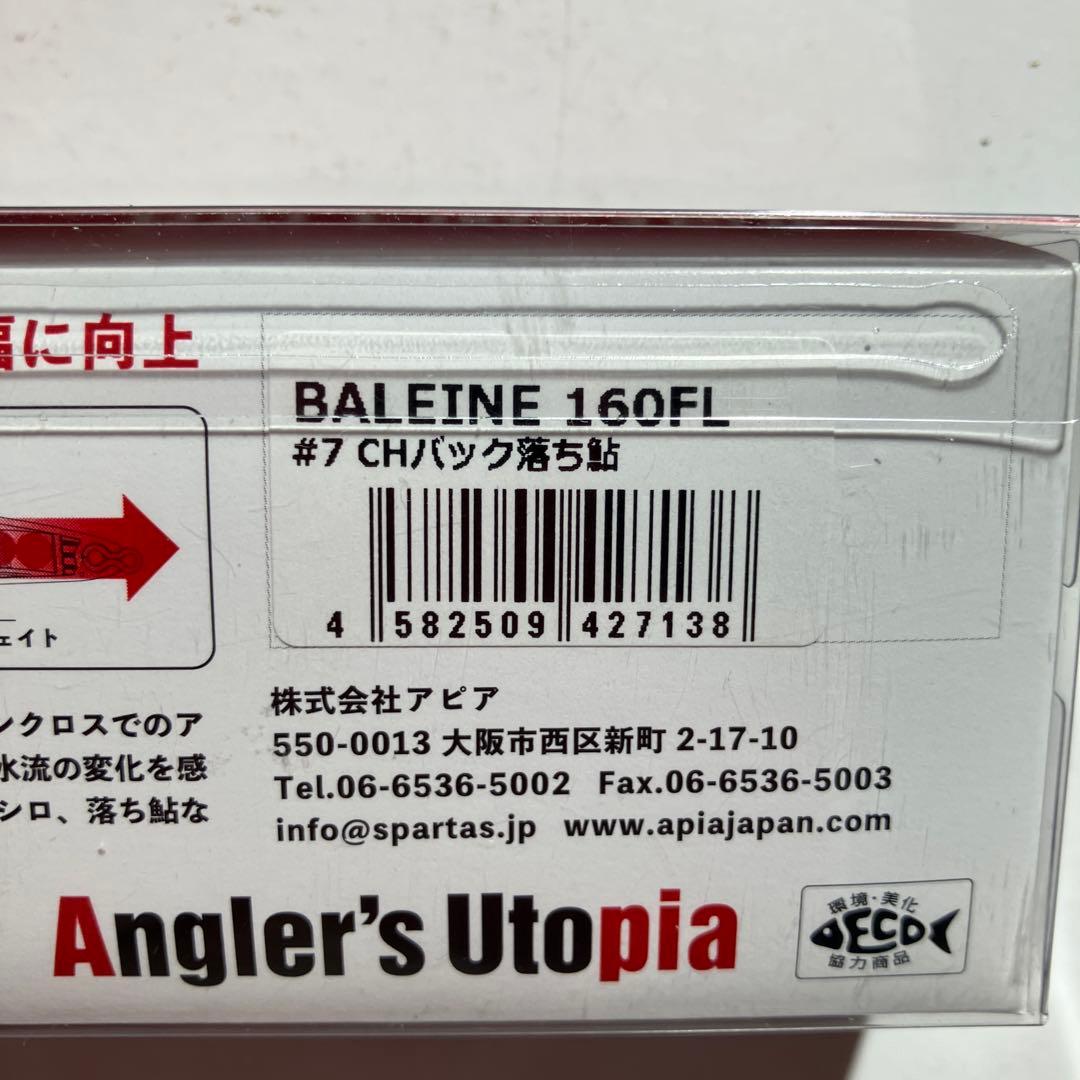 幅に向上
BALEINE 160FL
#7 CHバック落ち鮎
4 582509 427138
ェイト
ンクロスでのア
水流の変化を感
シロ、落ち鮎な
株式会社アピア
550-0013 大阪市西区新町 2-17-10
Tel.06-6536-5002 Fax.06-6536-5003
info@spartas.jp www.apiajapan.com
Angler's Utopia
環境・美化
ECO
協力商品